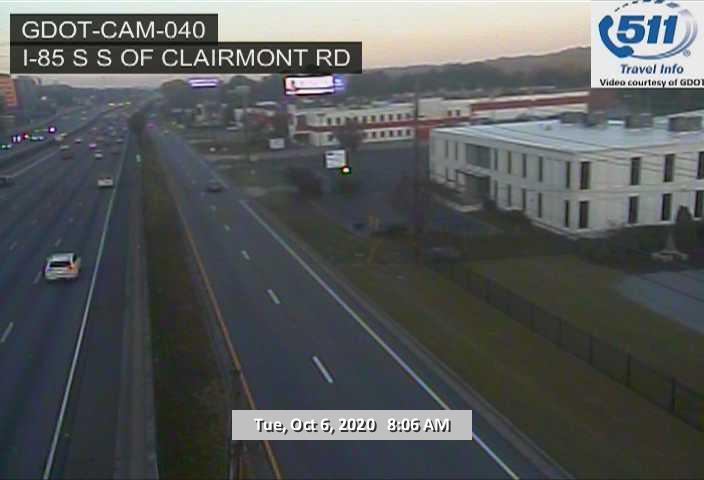 GDOT-CAM-040
I-85 S S OF CLAIRMONT RD
511
Travel Info
Video courtesy of GDOT
Tue, Oct 6, 2020 8:06 AM